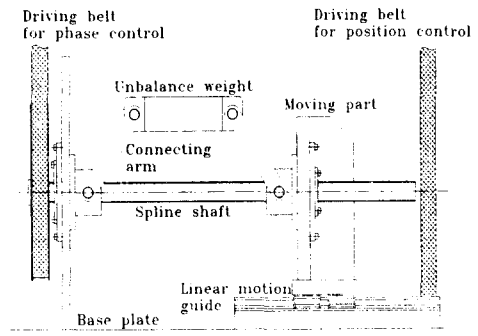 Driving belt
for phase control
Driving belt
for position control
Unbalance weight
Moving part
Connecting
arm
Spline shaft
Linear motion
guide
Base plate